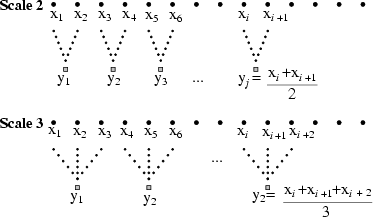 Scale 2
x1 x2 x3 x4 x5 x6 xi xi+1
y1 y2 y3 ... yj = xi+xi+1
2
Scale 3
x1 x2 x3 x4 x5 x6 xi xi+1 xi+2
...
y1 y2 y2= xi+xi+1+xi+2
3